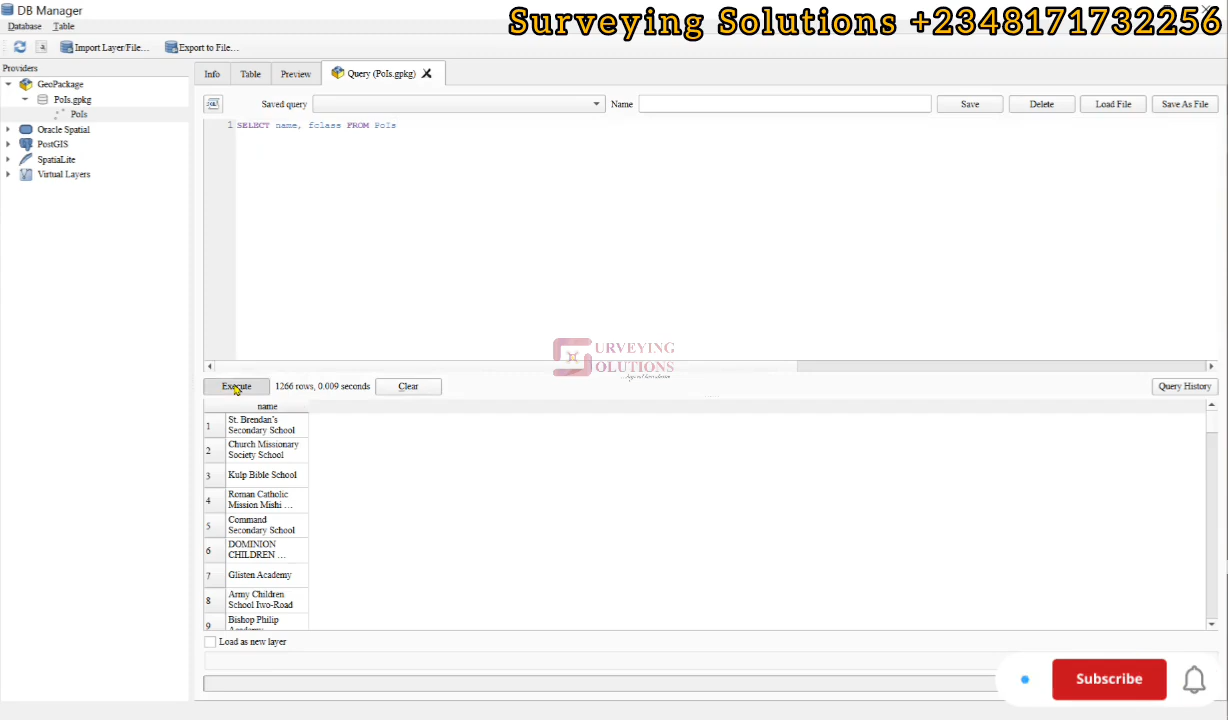 DB Manager
Surveying Solutions +2348171732256
Database Table
Import Layer/File... Export to File...
Providers
GeoPackage
PoIs.gpkg
PoIs
Oracle Spatial
PostGIS
SpatiaLite
Virtual Layers
Info Table Preview Query (PoIs.gpkg)
Saved query Name Save Delete Load File Save As File
1 SELECT name, fclass FROM PoIs
URVEYING
OLUTIONS
Execute 1266 rows, 0.009 seconds Clear Query History
name
1 St. Brendan's
Secondary School
2 Church Missionary
Society School
3 Kulp Bible School
4 Roman Catholic
Mission Mishi ...
5 Command
Secondary School
6 DOMINION
CHILDREN ...
7 Glisten Academy
8 Army Children
School Iwo-Road
9 Bishop Philip
Academy
Load as new layer
Subscribe